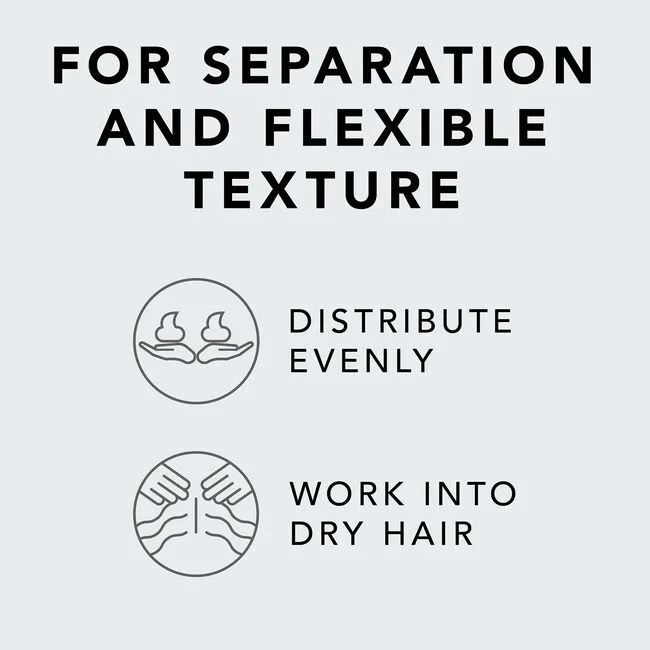 FOR SEPARATION
AND FLEXIBLE
TEXTURE
DISTRIBUTE
EVENLY
WORK INTO
DRY HAIR